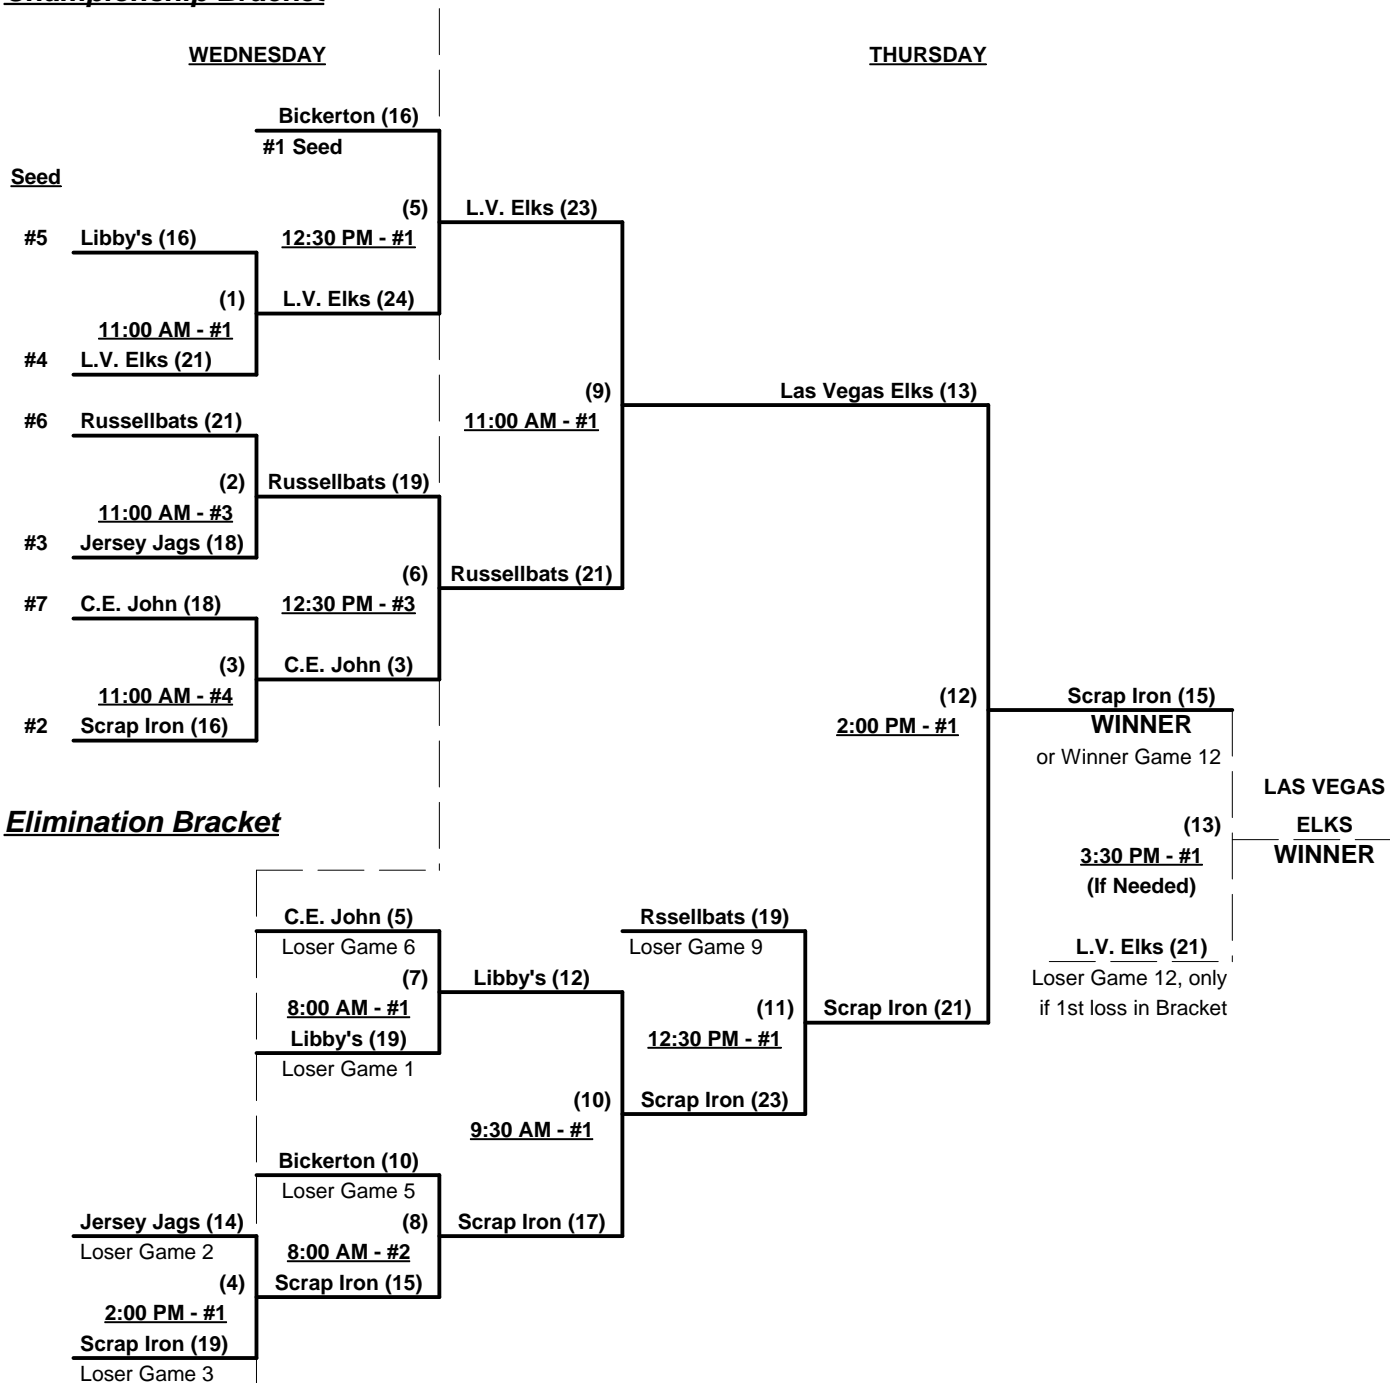 Championship Bracket
WEDNESDAY
THURSDAY
Bickerton (16)
#1 Seed
Seed
(5)
L.V. Elks (23)
#5
Libby's (16)
12:30 PM - #1
(1)
L.V. Elks (24)
11:00 AM - #1
#4
L.V. Elks (21)
(9)
Las Vegas Elks (13)
11:00 AM - #1
#6
Russellbats (21)
(2)
Russellbats (19)
11:00 AM - #3
#3
Jersey Jags (18)
(6)
Russellbats (21)
#7
C.E. John (18)
12:30 PM - #3
(3)
C.E. John (3)
11:00 AM - #4
#2
Scrap Iron (16)
(12)
Scrap Iron (15)
2:00 PM - #1
WINNER
or Winner Game 12
LAS VEGAS
Elimination Bracket
(13)
ELKS
3:30 PM - #1
WINNER
(If Needed)
C.E. John (5)
Rssellbats (19)
Loser Game 6
Loser Game 9
L.V. Elks (21)
(7)
Libby's (12)
Loser Game 12, only
8:00 AM - #1
(11)
Scrap Iron (21)
if 1st loss in Bracket
Libby's (19)
12:30 PM - #1
Loser Game 1
(10)
Scrap Iron (23)
9:30 AM - #1
Bickerton (10)
Loser Game 5
Jersey Jags (14)
(8)
Scrap Iron (17)
Loser Game 2
8:00 AM - #2
(4)
Scrap Iron (15)
2:00 PM - #1
Scrap Iron (19)
Loser Game 3